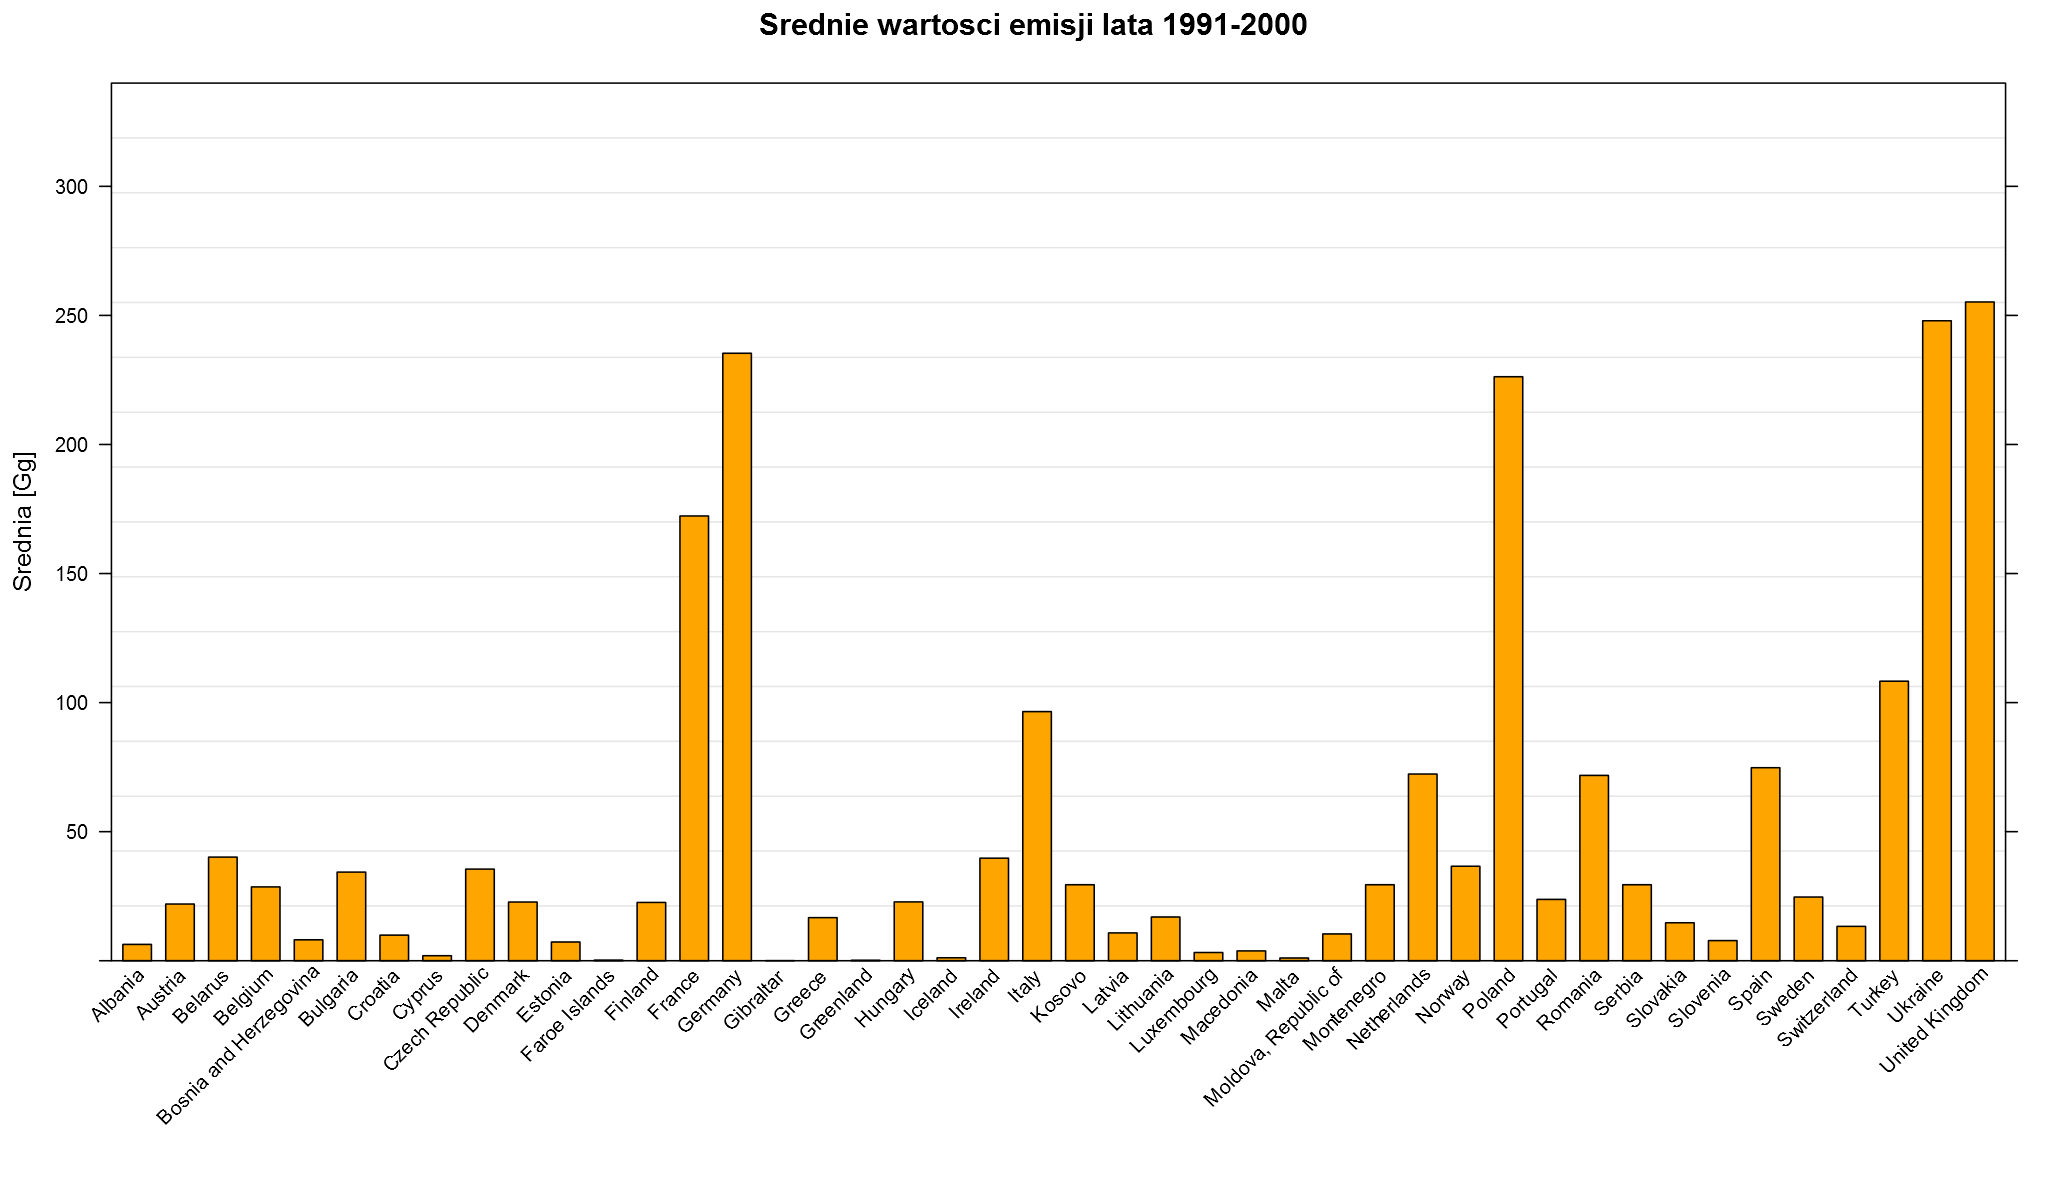 Srednie wartosci emisji lata 1991-2000
Srednia [Gg]
300
250
200
150
100
50
Albania
Austria
Belarus
Belgium
Bosnia and Herzegovina
Bulgaria
Croatia
Cyprus
Czech Republic
Denmark
Estonia
Faroe Islands
Finland
France
Germany
Gibraltar
Greece
Greenland
Hungary
Iceland
Ireland
Italy
Kosovo
Latvia
Lithuania
Luxembourg
Macedonia
Malta
Moldova, Republic of
Montenegro
Netherlands
Norway
Poland
Portugal
Romania
Serbia
Slovakia
Slovenia
Spain
Sweden
Switzerland
Turkey
Ukraine
United Kingdom